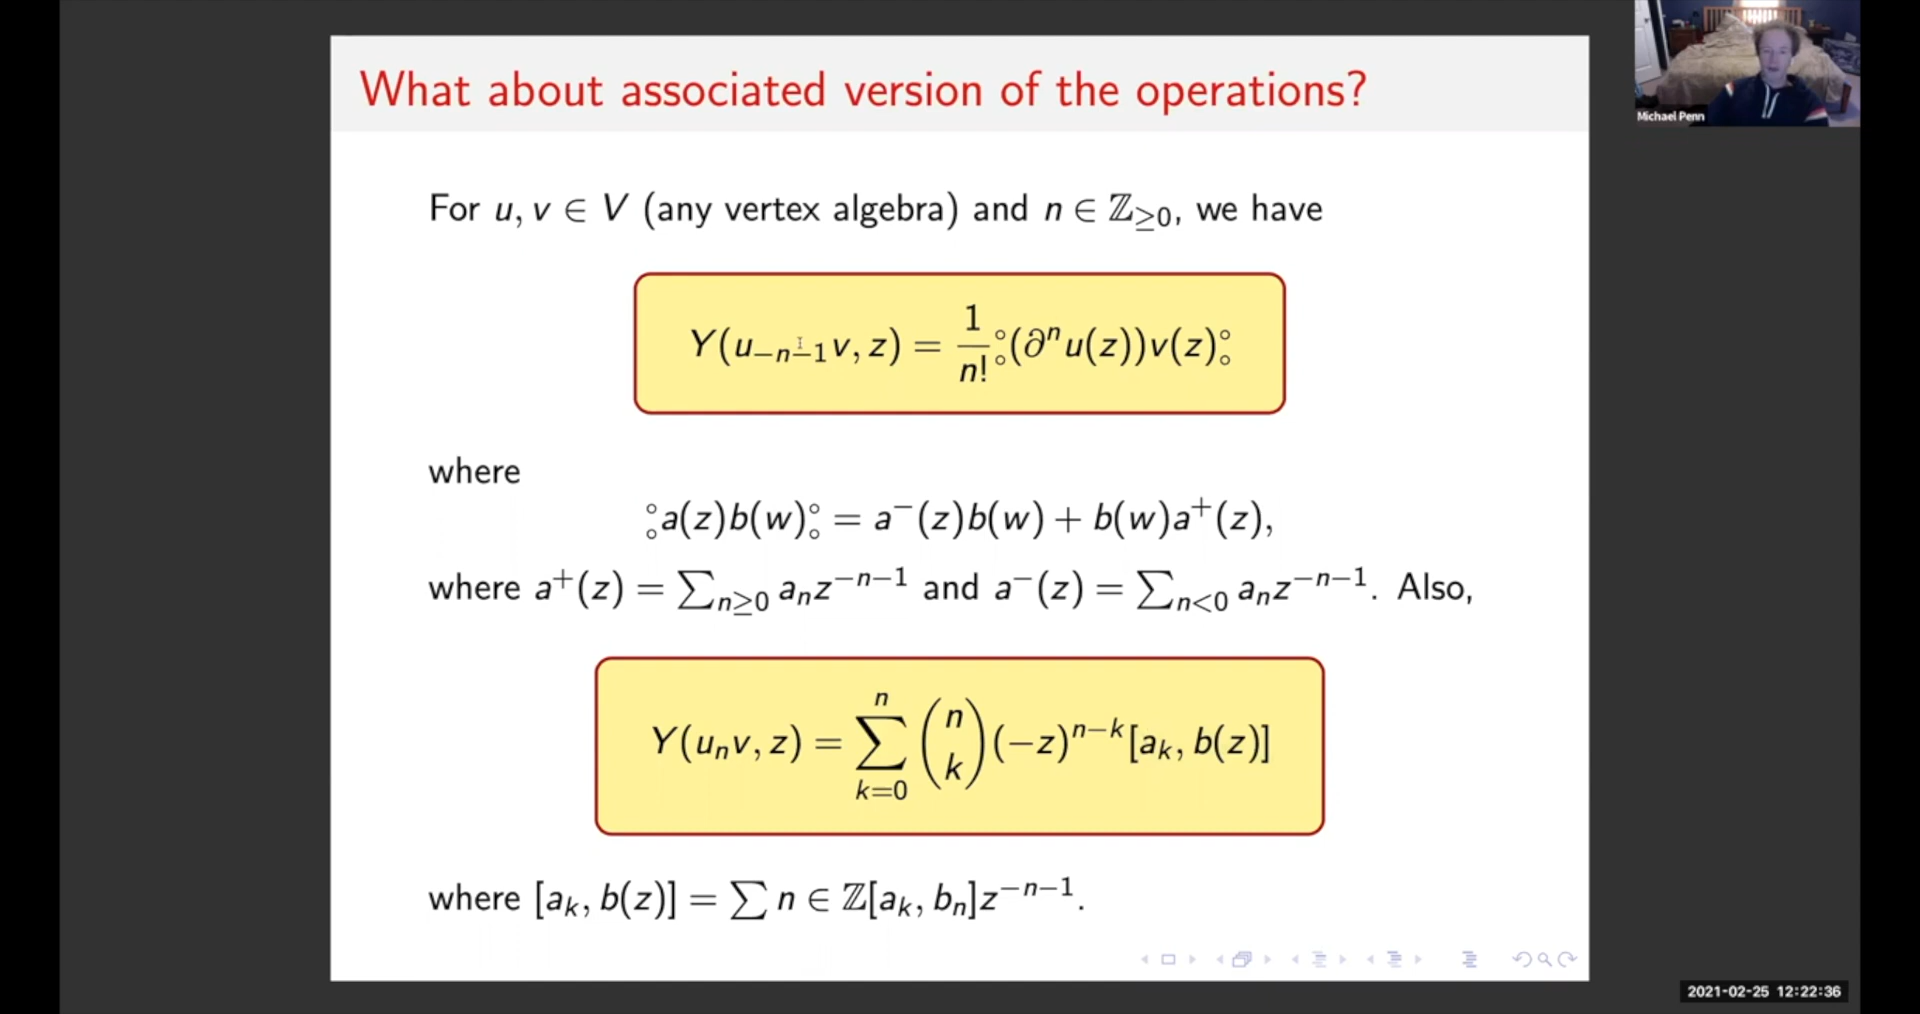 What about associated version of the operations?
Michael Penn
For u, v ∈ V (any vertex algebra) and n ∈ ℤ≥0, we have
Y(u₋ₙ₋₁v, z) = 1/n! ⦂(∂ⁿu(z))v(z)⦂
where
⦂a(z)b(w)⦂ = a⁻(z)b(w) + b(w)a⁺(z),
where a⁺(z) = ∑n≥0 aₙz⁻ⁿ⁻¹ and a⁻(z) = ∑n<0 aₙz⁻ⁿ⁻¹. Also,
Y(uₙv, z) = ∑ₖ₌₀ⁿ (n k) (−z)ⁿ⁻ᵏ[aₖ, b(z)]
where [aₖ, b(z)] = ∑ n ∈ ℤ[aₖ, bₙ]z⁻ⁿ⁻¹.
2021-02-25 12:22:36